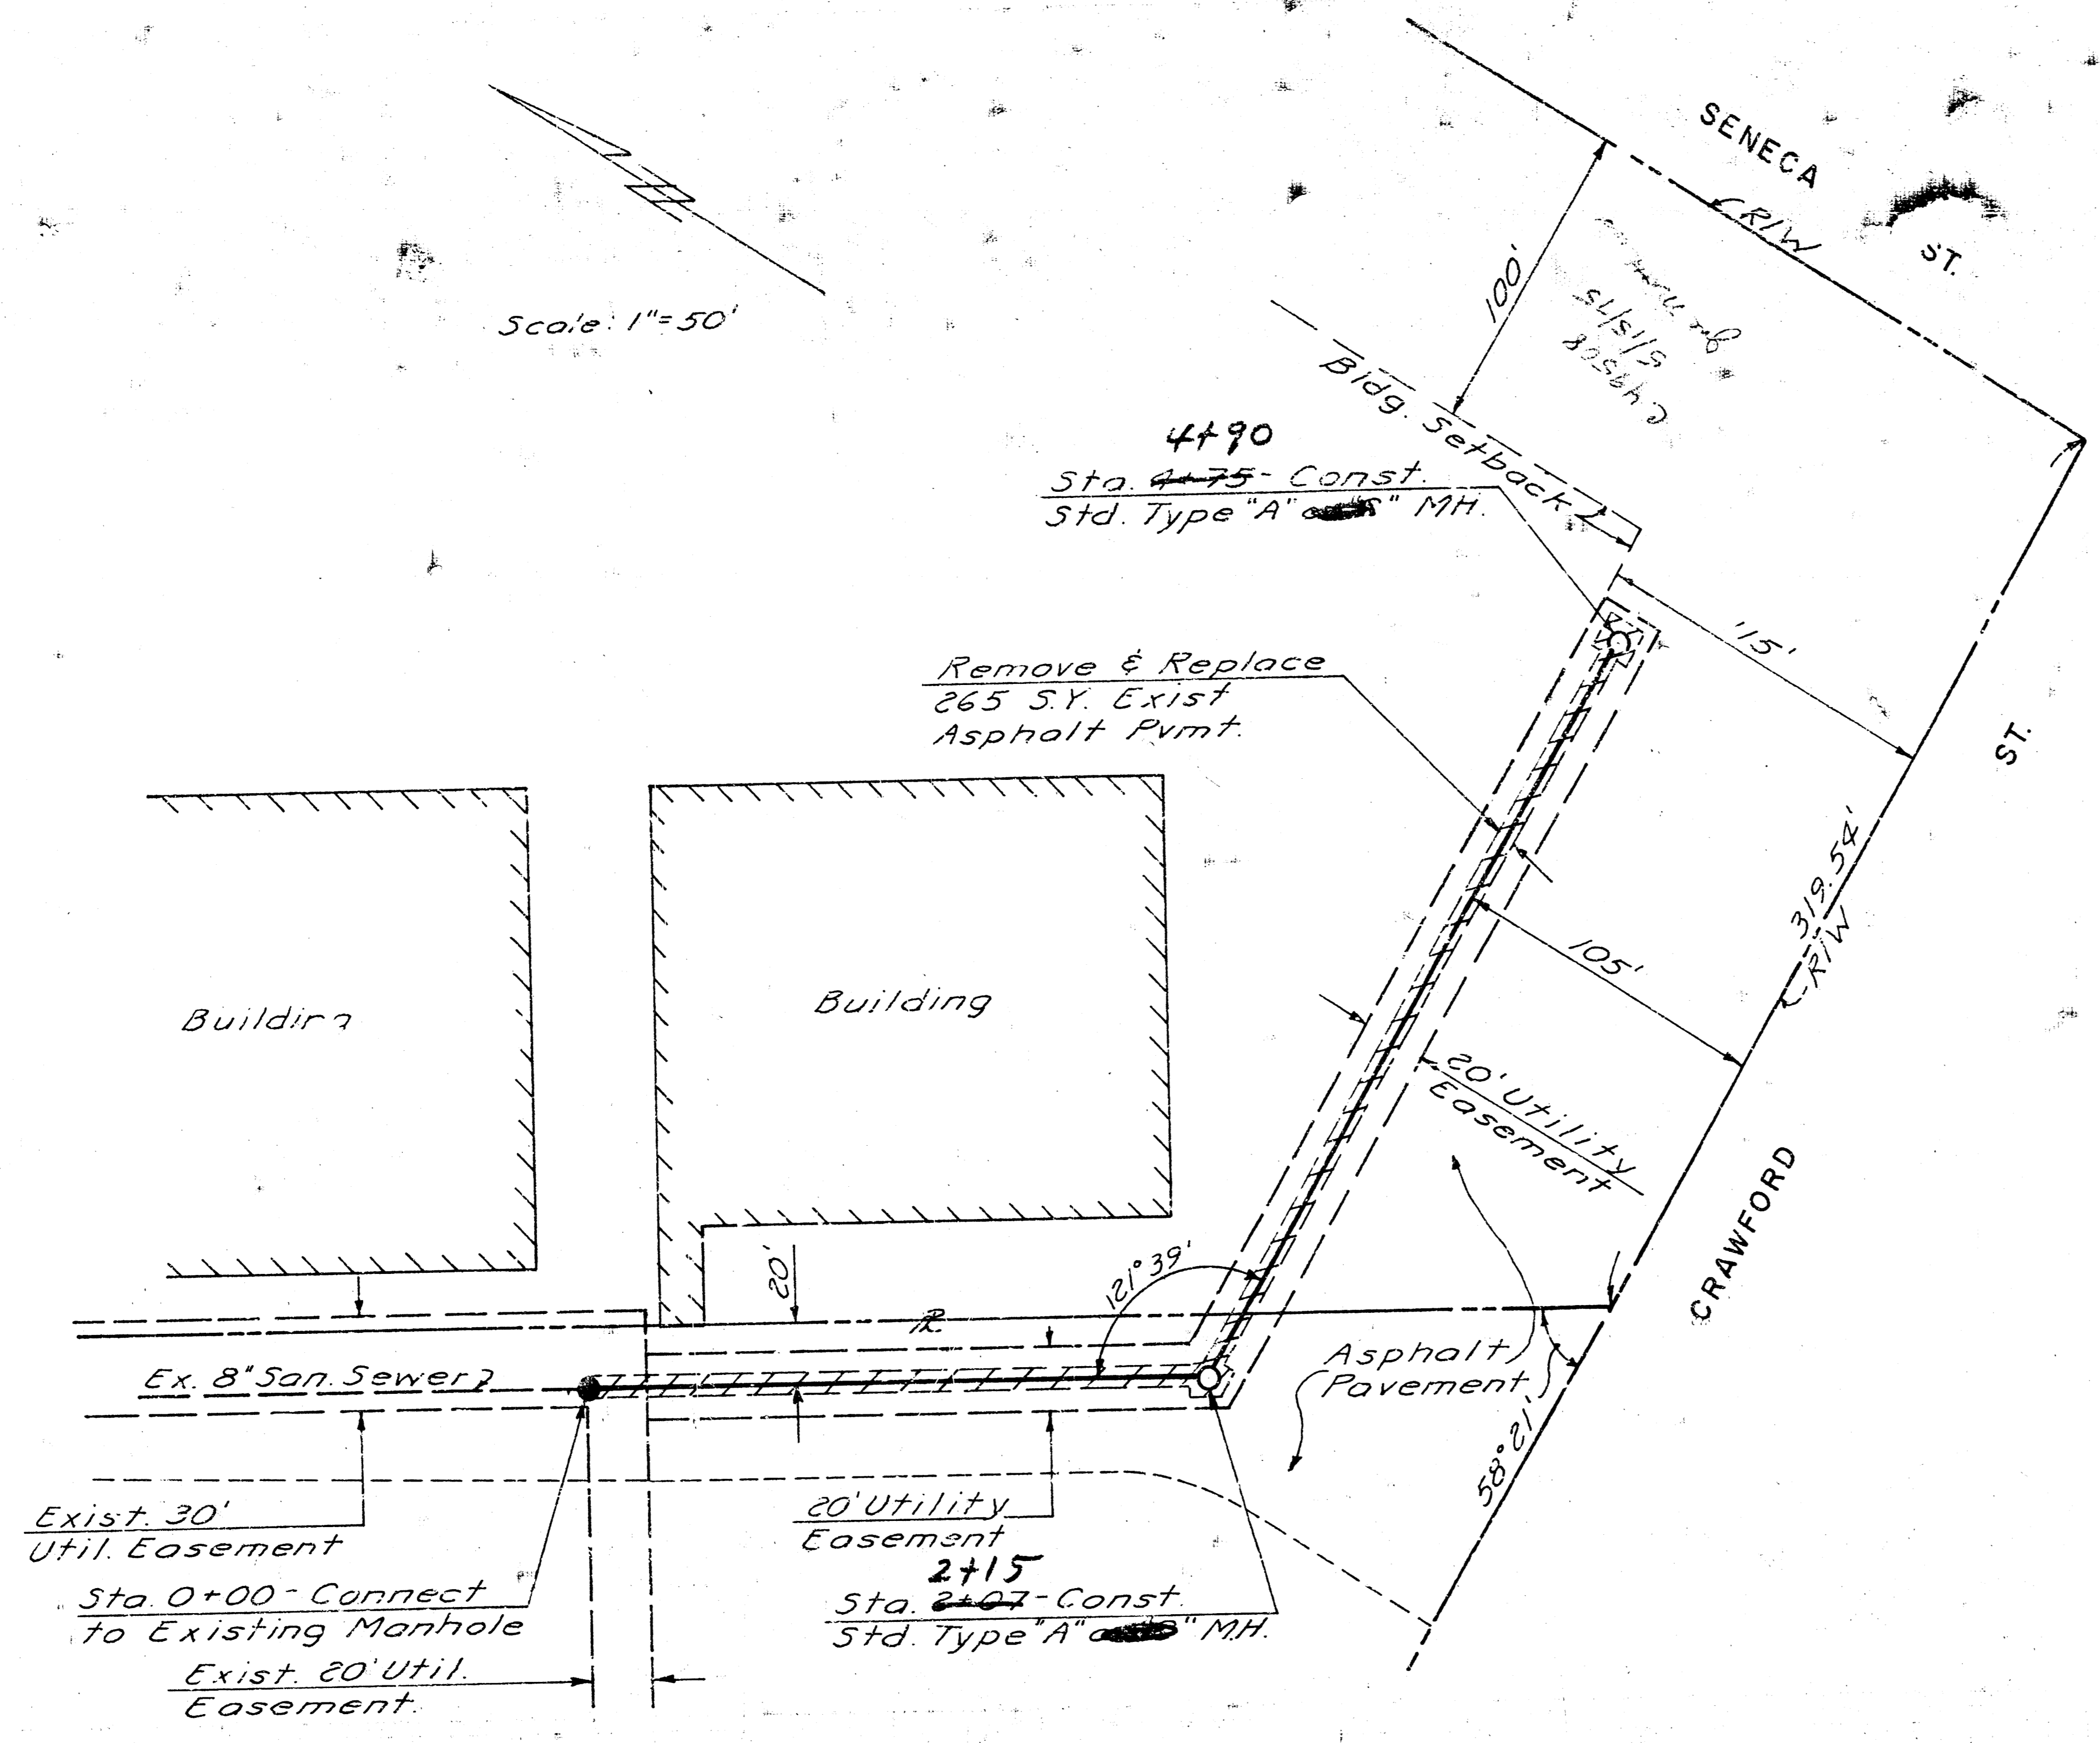 SENECA
ST.
R/W
100'
Scale: 1"=50'
Bldg. Setback
4+90
Sta. 4+75 - Const.
Std. Type "A" MH.
115'
Remove & Replace
265 S.Y. Exist
Asphalt Pvmt.
ST.
319.54'
R/W
105'
Building
Building
20' Utility
Easement
CRAWFORD
20'
121°39'
Ex. 8" San. Sewer
Asphalt
Pavement
58°21'
Exist. 30'
Util. Easement
20' Utility
Easement
Sta. 0+00 - Connect
to Existing Manhole
2+15
Sta. 2+07 - Const.
Std. Type "A" M.H.
Exist. 20' Util.
Easement.